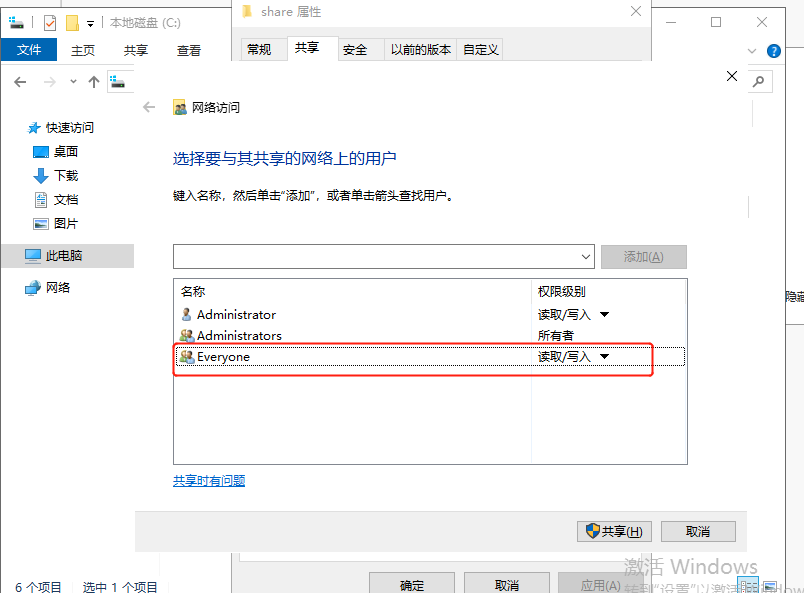 share 属性
本地磁盘 (C:)
文件 主页 共享 查看
常规 共享 安全 以前的版本 自定义
网络访问
快速访问
桌面
下载
文档
图片
此电脑
网络
选择要与其共享的网络上的用户
键入名称，然后单击"添加"，或者单击箭头查找用户。
添加(A)
名称 权限级别
Administrator 读取/写入
Administrators 所有者
Everyone 读取/写入
共享时有问题
共享(H) 取消
隐藏
确定 取消 应用(A)
6 个项目 选中 1 个项目
激活 Windows
转到"设置"以激活 Windows